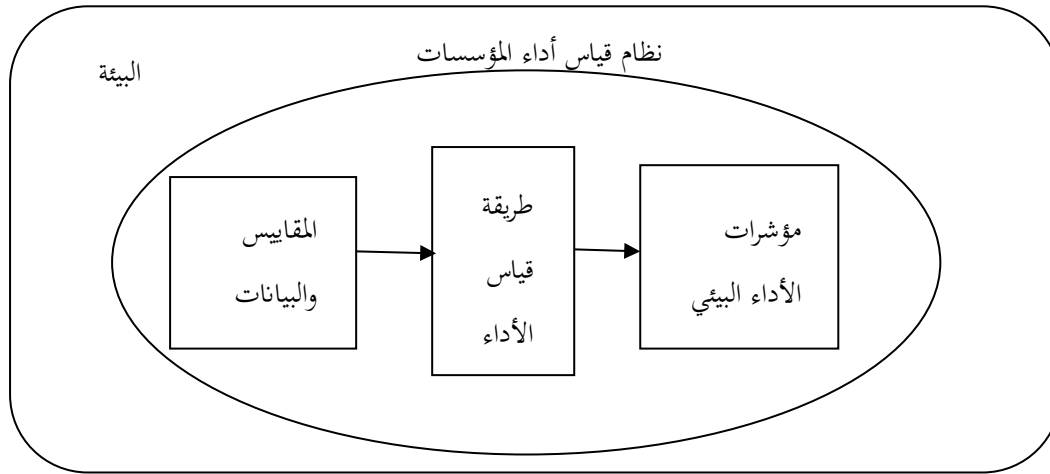 نظام قياس أداء المؤسسات
البيئة
المقاييس
والبيانات
طريقة
قياس
الأداء
مؤشرات
الأداء البيئي